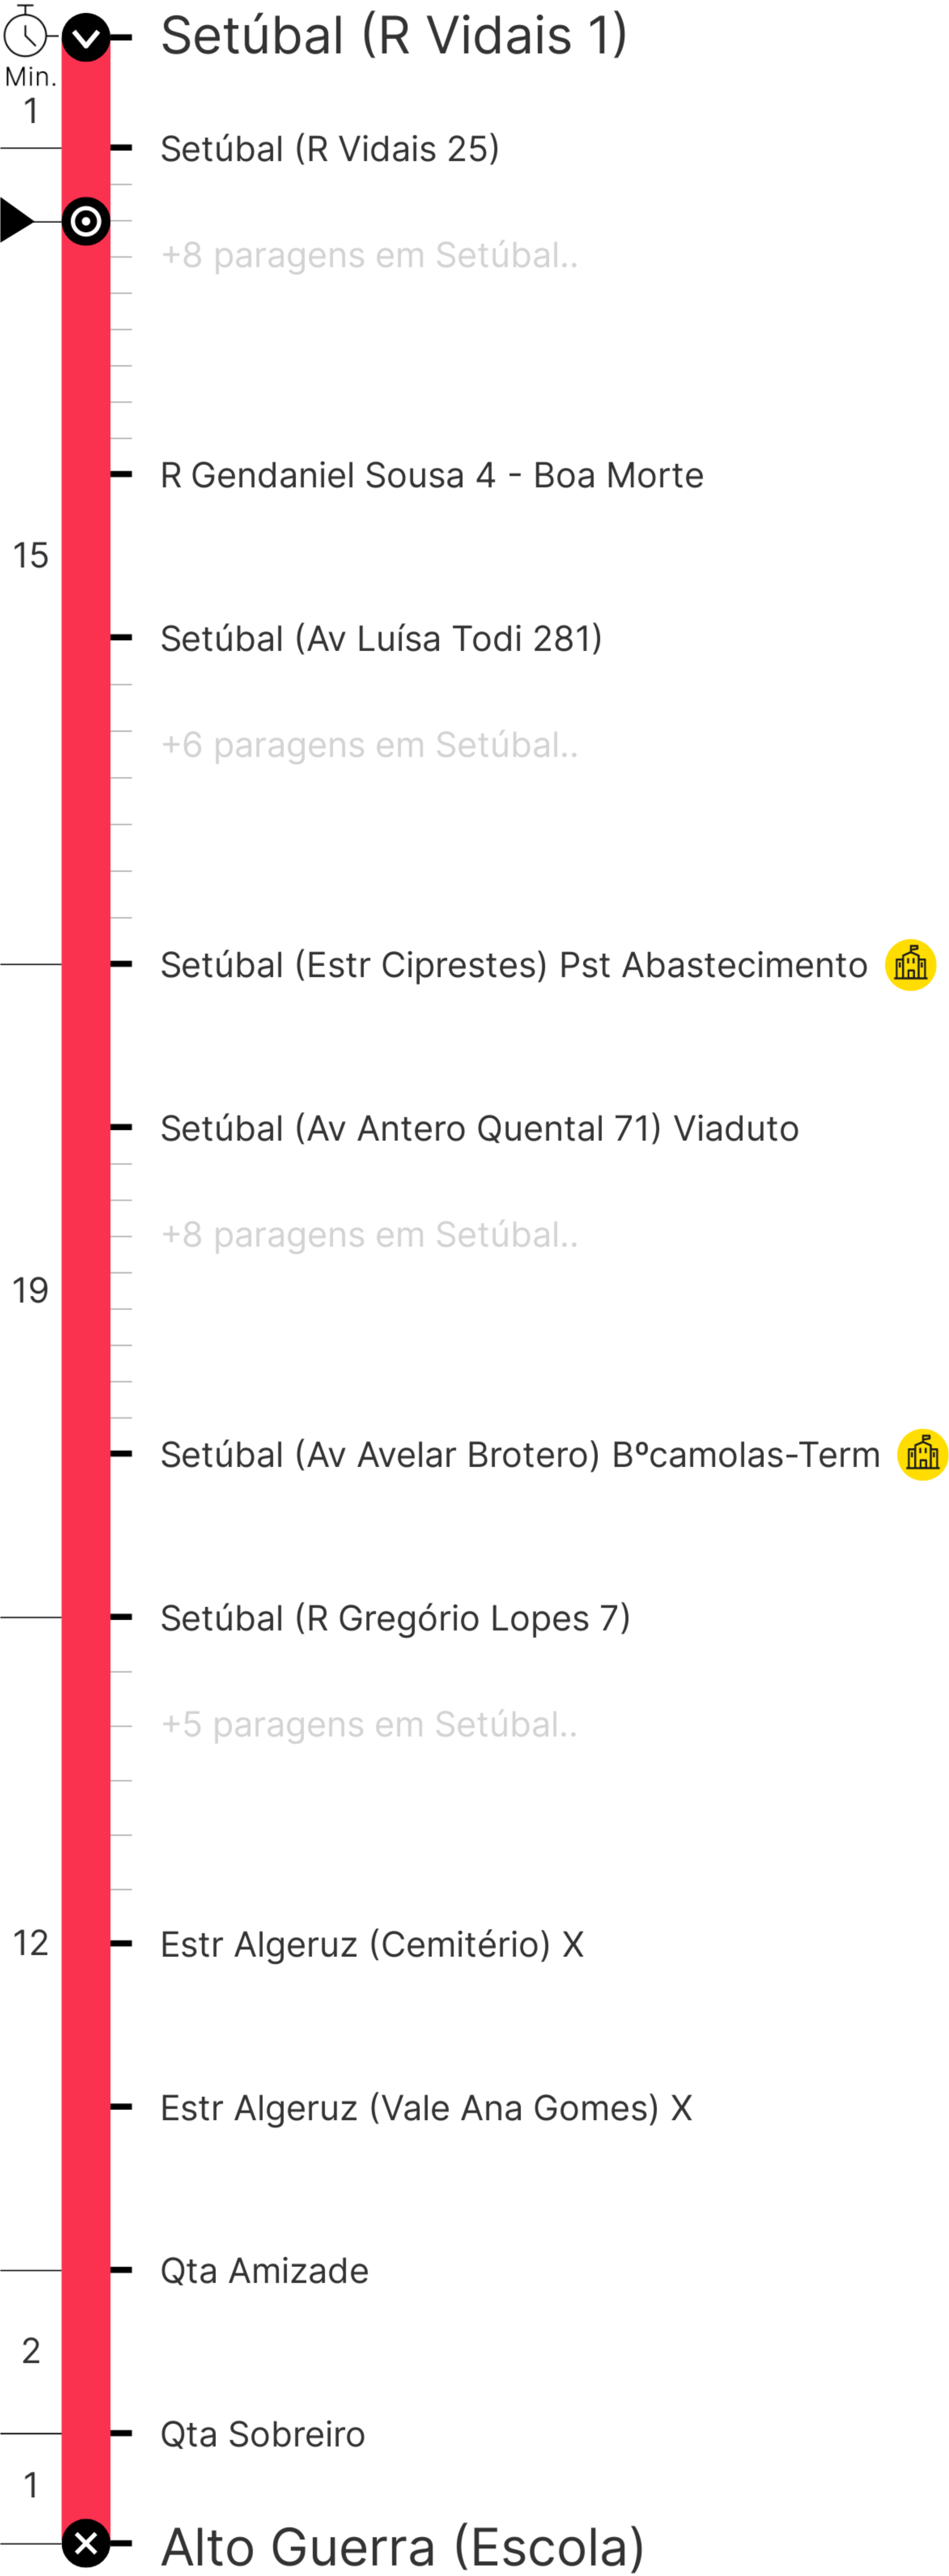 Setúbal (R Vidais 1)
Min.
1
Setúbal (R Vidais 25)
+8 paragens em Setúbal..
R Gendaniel Sousa 4 - Boa Morte
15
Setúbal (Av Luísa Todi 281)
+6 paragens em Setúbal..
Setúbal (Estr Ciprestes) Pst Abastecimento
Setúbal (Av Antero Quental 71) Viaduto
+8 paragens em Setúbal..
19
Setúbal (Av Avelar Brotero) Bºcamolas-Term
Setúbal (R Gregório Lopes 7)
+5 paragens em Setúbal..
12
Estr Algeruz (Cemitério) X
Estr Algeruz (Vale Ana Gomes) X
Qta Amizade
2
Qta Sobreiro
1
Alto Guerra (Escola)